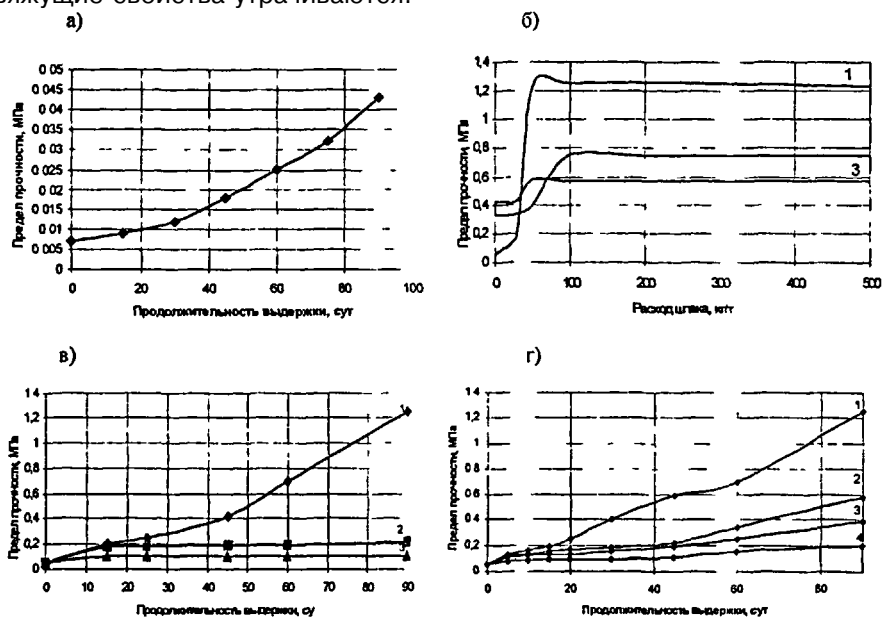 вяжущие свойства утрачиваются.
а)
0 05
0.045
0 04
0 035
0 03
0.025
0 02
0 015
0 01
0 005
0
Предел прочности, МПа
0 20 40 60 80 100
Продолжительность выдержки, сут
б)
1,4
1,2
1
0,8
0,6
0,4
0,2
0
Предел прочности, МПа
1
3
0 100 200 300 400 500
Расход шлака, кг/т
в)
1 4
1 2
1
0,8
0,6
0,4
0,2
0
Предел прочности, МПа
1
2
3
0 10 20 30 40 50 60 70 80 90
Продолжительность выдержки, су
г)
1 4
1 2
1
0.8
0.6
0.4
0,2
0
Предел прочности, МПа
1
2
3
4
0 20 40 60 80
Продолжительность выдержки, сут